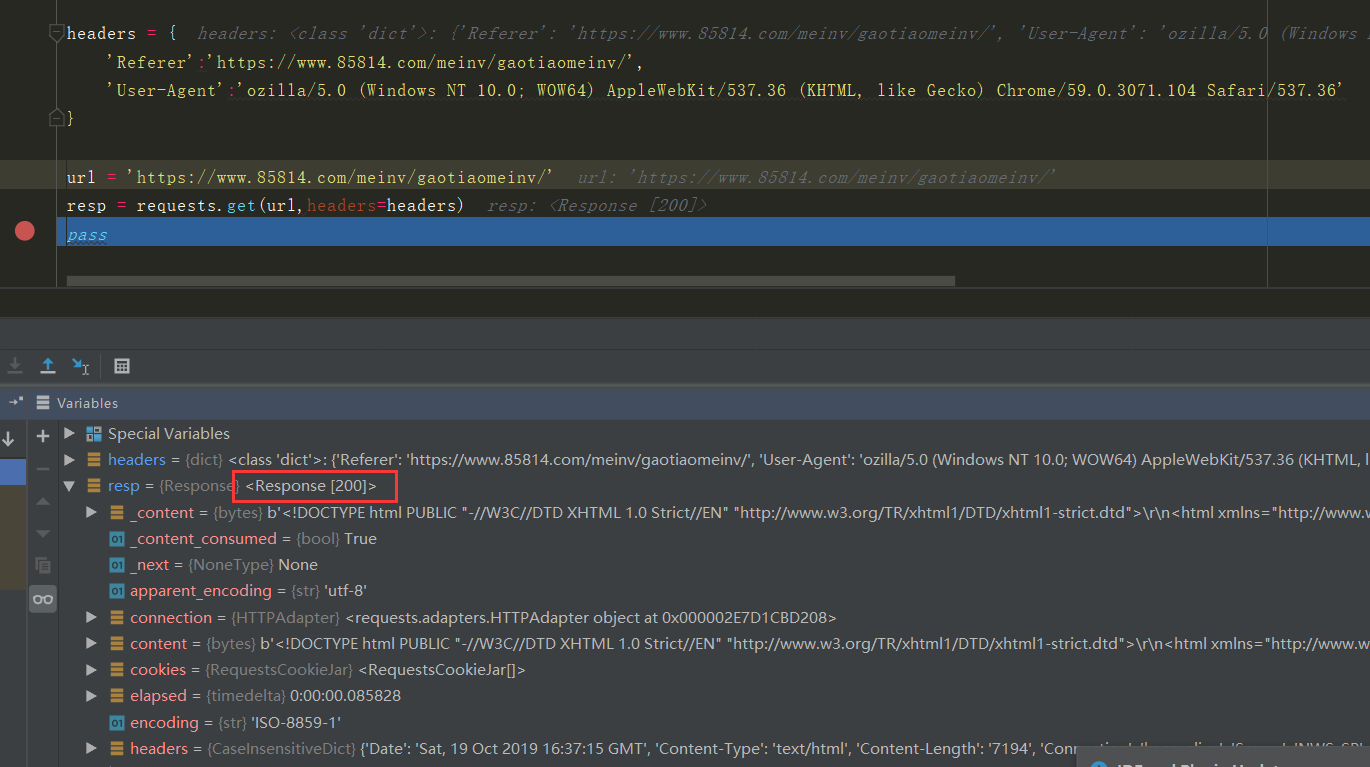 headers = {  headers: <class 'dict'>: {'Referer': 'https://www.85814.com/meinv/gaotiaomeinv/', 'User-Agent': 'ozilla/5.0 (Windows
'Referer':'https://www.85814.com/meinv/gaotiaomeinv/',
'User-Agent':'ozilla/5.0 (Windows NT 10.0; WOW64) AppleWebKit/537.36 (KHTML, like Gecko) Chrome/59.0.3071.104 Safari/537.36'
}
url = 'https://www.85814.com/meinv/gaotiaomeinv/'  url: 'https://www.85814.com/meinv/gaotiaomeinv/'
resp = requests.get(url,headers=headers)  resp: <Response [200]>
pass
Variables
Special Variables
headers = {dict} <class 'dict'>: {'Referer': 'https://www.85814.com/meinv/gaotiaomeinv/', 'User-Agent': 'ozilla/5.0 (Windows NT 10.0; WOW64) AppleWebKit/537.36 (KHTML, l
resp = {Response} <Response [200]>
_content = {bytes} b'<!DOCTYPE html PUBLIC "-//W3C//DTD XHTML 1.0 Strict//EN" "http://www.w3.org/TR/xhtml1/DTD/xhtml1-strict.dtd">\r\n<html xmlns="http://www.w
01 _content_consumed = {bool} True
01 _next = {NoneType} None
01 apparent_encoding = {str} 'utf-8'
connection = {HTTPAdapter} <requests.adapters.HTTPAdapter object at 0x000002E7D1CBD208>
content = {bytes} b'<!DOCTYPE html PUBLIC "-//W3C//DTD XHTML 1.0 Strict//EN" "http://www.w3.org/TR/xhtml1/DTD/xhtml1-strict.dtd">\r\n<html xmlns="http://www.w
cookies = {RequestsCookieJar} <RequestsCookieJar[]>
elapsed = {timedelta} 0:00:00.085828
01 encoding = {str} 'ISO-8859-1'
headers = {CaseInsensitiveDict} {'Date': 'Sat, 19 Oct 2019 16:37:15 GMT', 'Content-Type': 'text/html', 'Content-Length': '7194',